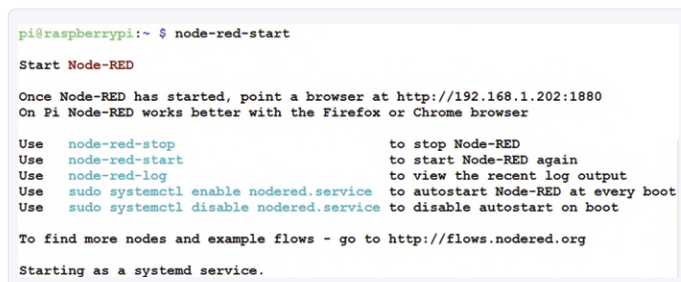 pi@raspberrypi:~ $ node-red-start
Start Node-RED
Once Node-RED has started, point a browser at http://192.168.1.202:1880
On Pi Node-RED works better with the Firefox or Chrome browser
Use node-red-stop to stop Node-RED
Use node-red-start to start Node-RED again
Use node-red-log to view the recent log output
Use sudo systemctl enable nodered.service to autostart Node-RED at every boot
Use sudo systemctl disable nodered.service to disable autostart on boot
To find more nodes and example flows - go to http://flows.nodered.org
Starting as a systemd service.